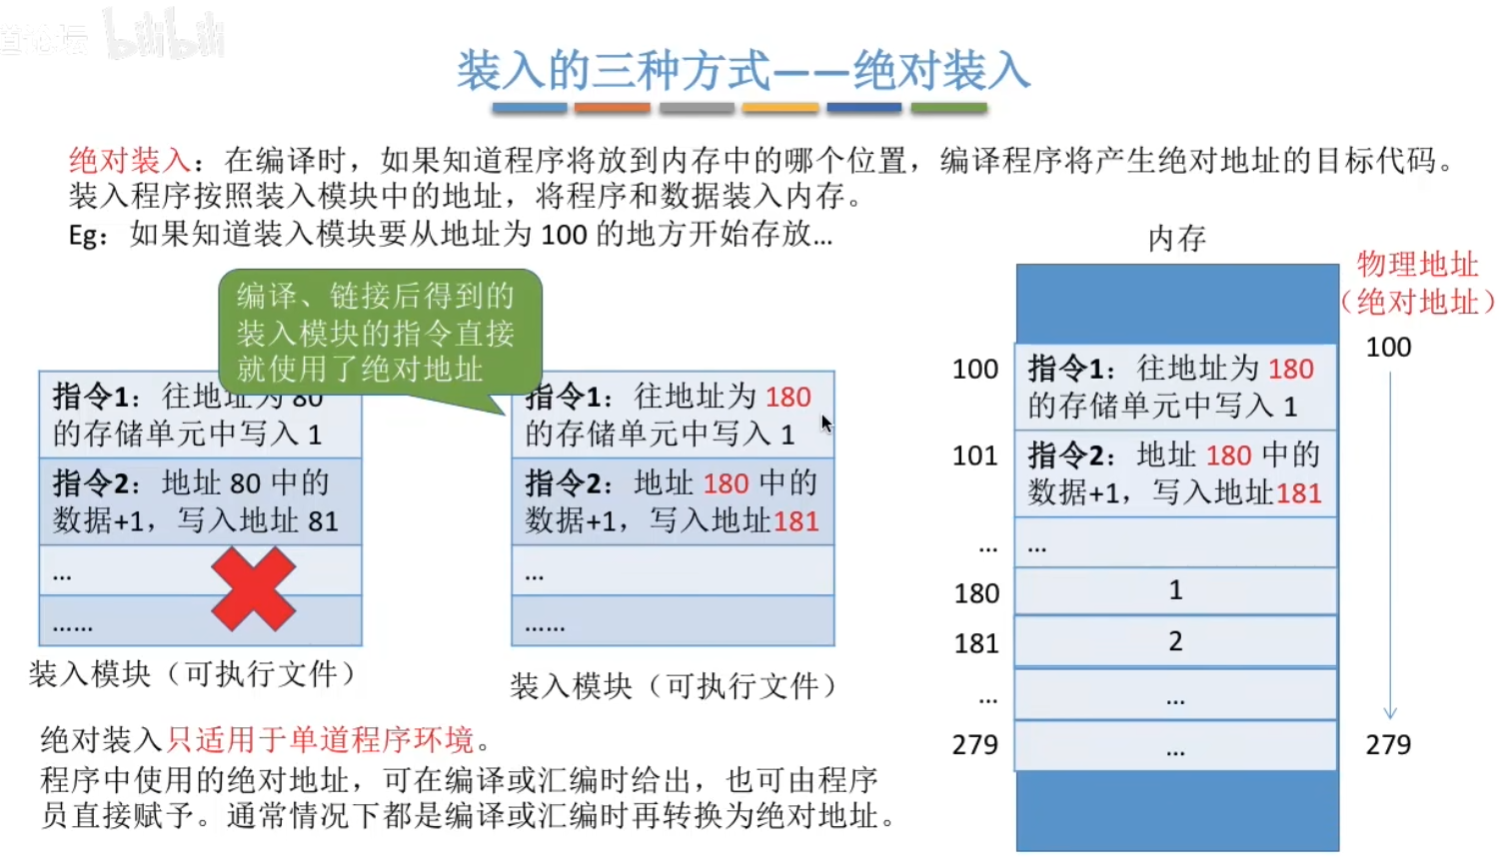 bilibili
装入的三种方式——绝对装入
绝对装入：在编译时，如果知道程序将放到内存中的哪个位置，编译程序将产生绝对地址的目标代码。
装入程序按照装入模块中的地址，将程序和数据装入内存。
Eg：如果知道装入模块要从地址为 100 的地方开始存放...
编译、链接后得到的
装入模块的指令直接
就使用了绝对地址
指令1：往地址为 80
的存储单元中写入 1
指令2：地址 80 中的
数据+1，写入地址 81
...
......
装入模块（可执行文件）
指令1：往地址为 180
的存储单元中写入 1
指令2：地址 180 中的
数据+1，写入地址181
...
......
装入模块（可执行文件）
内存
物理地址
（绝对地址）
100
指令1：往地址为 180
的存储单元中写入 1
100
101
指令2：地址 180 中的
数据+1，写入地址181
...
...
180
1
181
2
...
...
279
...
279
绝对装入只适用于单道程序环境。
程序中使用的绝对地址，可在编译或汇编时给出，也可由程序
员直接赋予。通常情况下都是编译或汇编时再转换为绝对地址。